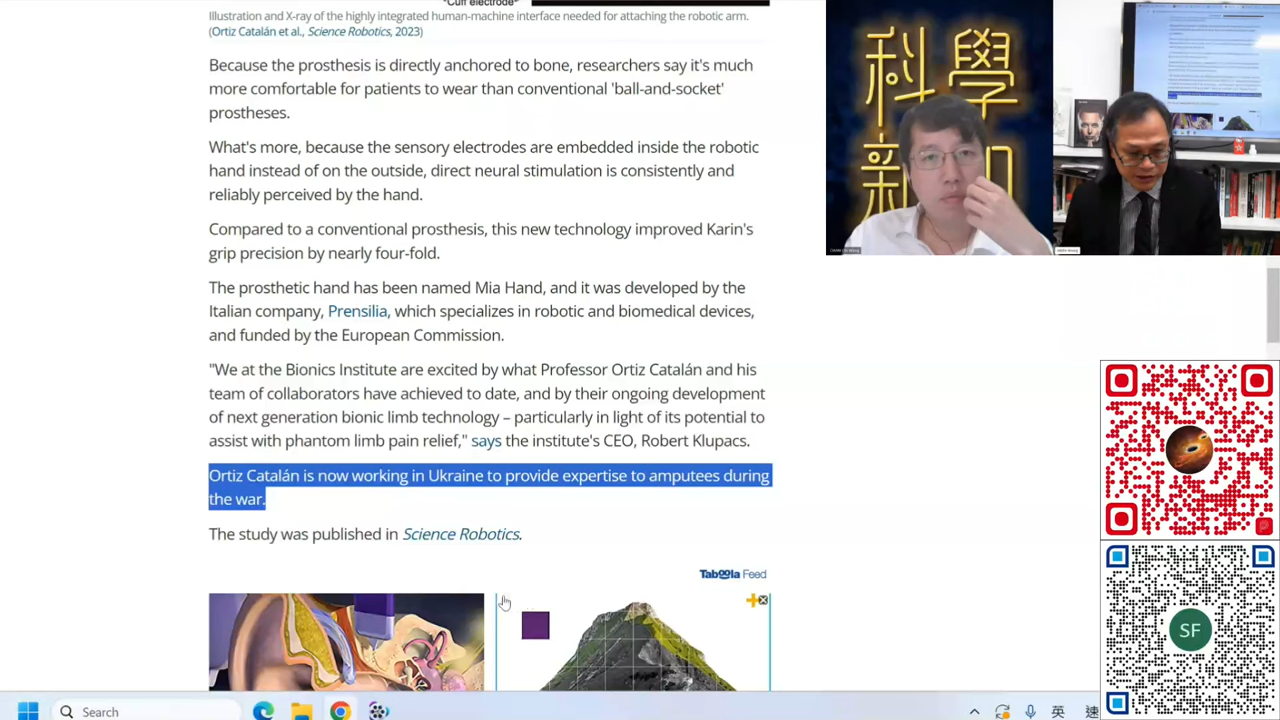 "Cuff electrode"
Illustration and X-ray of the highly integrated human-machine interface needed for attaching the robotic arm.
(Ortiz Catalán et al., Science Robotics, 2023)
Because the prosthesis is directly anchored to bone, researchers say it's much
more comfortable for patients to wear than conventional 'ball-and-socket'
prostheses.
What's more, because the sensory electrodes are embedded inside the robotic
hand instead of on the outside, direct neural stimulation is consistently and
reliably perceived by the hand.
Compared to a conventional prosthesis, this new technology improved Karin's
grip precision by nearly four-fold.
The prosthetic hand has been named Mia Hand, and it was developed by the
Italian company, Prensilia, which specializes in robotic and biomedical devices,
and funded by the European Commission.
"We at the Bionics Institute are excited by what Professor Ortiz Catalán and his
team of collaborators have achieved to date, and by their ongoing development
of next generation bionic limb technology – particularly in light of its potential to
assist with phantom limb pain relief," says the institute's CEO, Robert Klupacs.
Ortiz Catalán is now working in Ukraine to provide expertise to amputees during
the war.
The study was published in Science Robotics.
Taboola Feed
科學
新
SF
Search
英
速